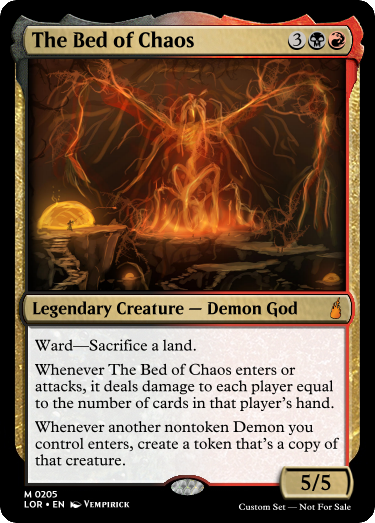 The Bed of Chaos 3
Legendary Creature — Demon God
Ward—Sacrifice a land.
Whenever The Bed of Chaos enters or
attacks, it deals damage to each player equal
to the number of cards in that player's hand.
Whenever another nontoken Demon you
control enters, create a token that's a copy of
that creature.
5/5
M 0205
LOR • EN VEMPIRICK
Custom Set — Not For Sale